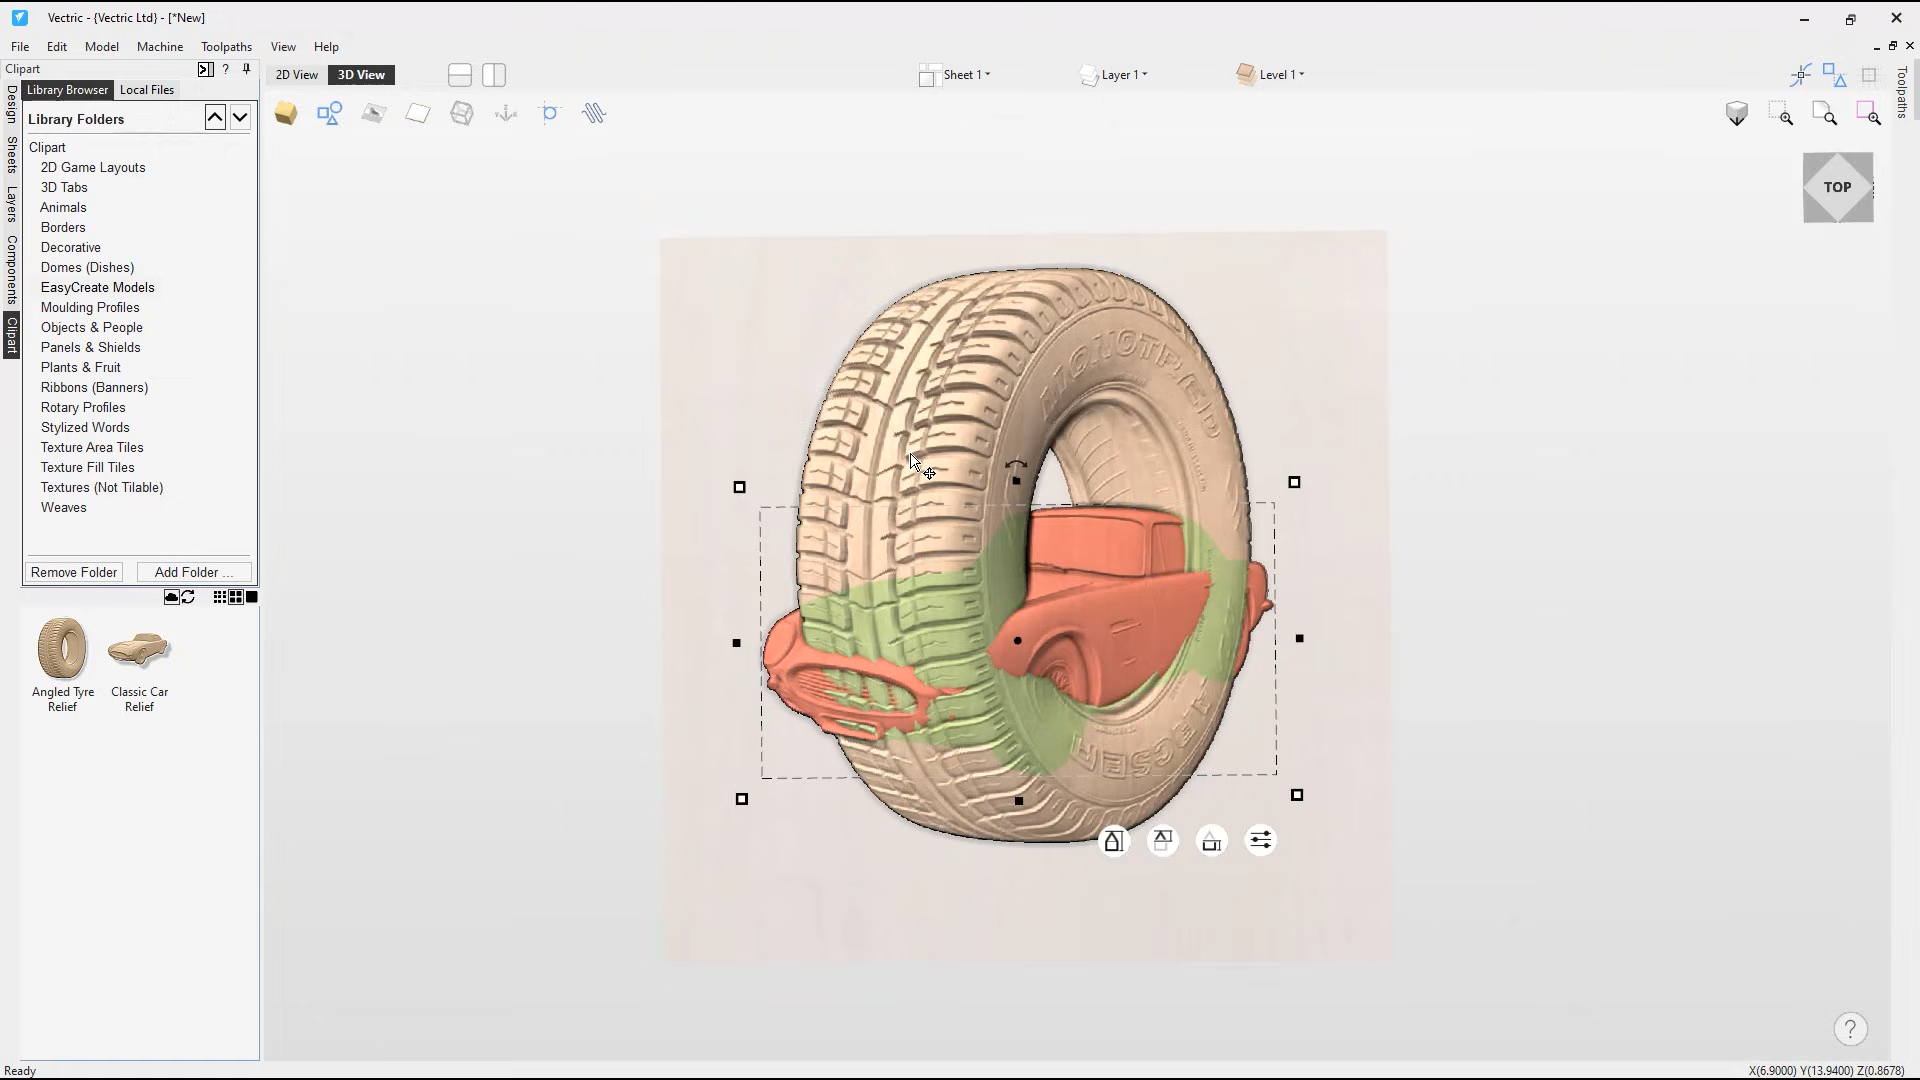 Vectric - {Vectric Ltd} - [*New]
File Edit Model Machine Toolpaths View Help
Clipart ?
Library Browser Local Files
2D View 3D View
Sheet 1 Layer 1 Level 1
Toolpaths
Design
Sheets
Layers
Components
Clipart
Library Folders
Clipart
2D Game Layouts
3D Tabs
Animals
Borders
Decorative
Domes (Dishes)
EasyCreate Models
Moulding Profiles
Objects & People
Panels & Shields
Plants & Fruit
Ribbons (Banners)
Rotary Profiles
Stylized Words
Texture Area Tiles
Texture Fill Tiles
Textures (Not Tilable)
Weaves
Remove Folder Add Folder ...
Angled Tyre
Relief
Classic Car
Relief
TOP
?
Ready
X(6.9000) Y(13.9400) Z(0.8678)